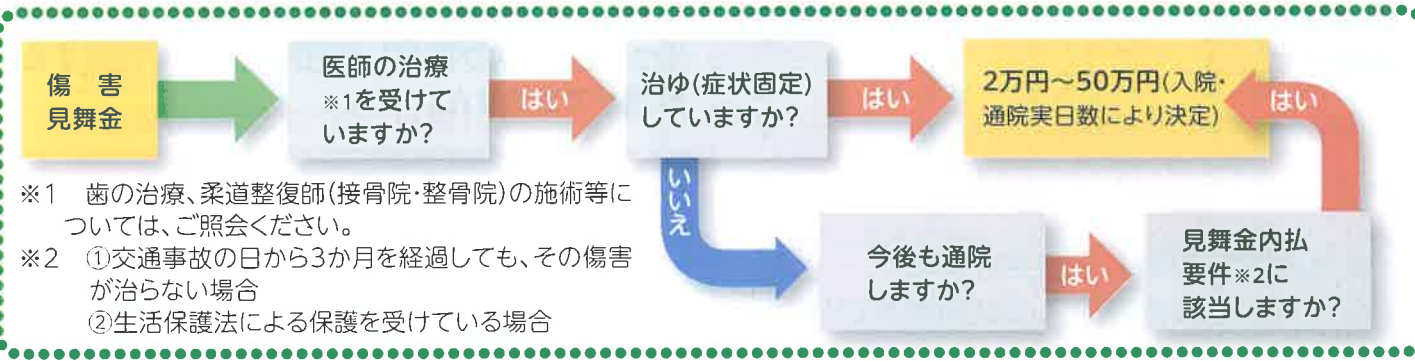 傷　害
見舞金
医師の治療
※1を受けて
いますか?
はい
治ゆ(症状固定)
していますか?
はい
2万円〜50万円(入院・
通院実日数により決定)
はい
いいえ
今後も通院
しますか?
はい
見舞金内払
要件※2に
該当しますか?
※1　歯の治療、柔道整復師(接骨院・整骨院)の施術等に
ついては、ご照会ください。
※2　①交通事故の日から3か月を経過しても、その傷害
が治らない場合
②生活保護法による保護を受けている場合